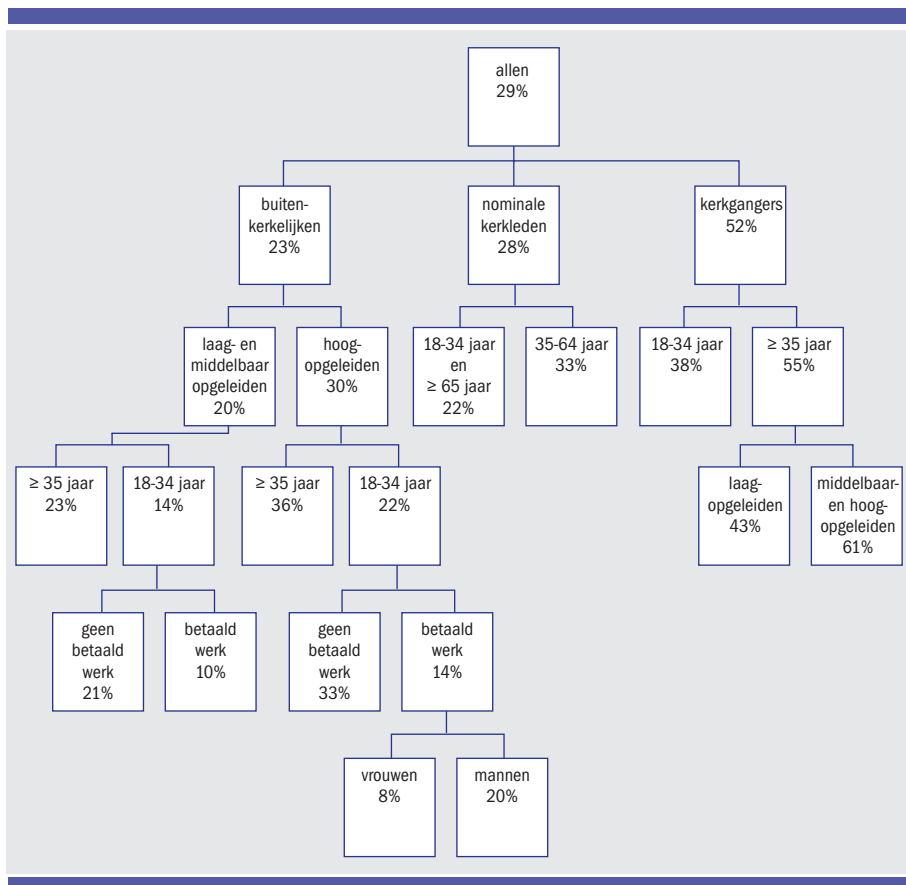 allen
29%
buiten-
kerkelijken
23%
nominale
kerkleden
28%
kerkgangers
52%
laag- en
middelbaar
opgeleiden
20%
hoog-
opgeleiden
30%
18-34 jaar
en
≥ 65 jaar
22%
35-64 jaar
33%
18-34 jaar
38%
≥ 35 jaar
55%
≥ 35 jaar
23%
18-34 jaar
14%
≥ 35 jaar
36%
18-34 jaar
22%
laag-
opgeleiden
43%
middelbaar-
en hoog-
opgeleiden
61%
geen
betaald
werk
21%
betaald
werk
10%
geen
betaald
werk
33%
betaald
werk
14%
vrouwen
8%
mannen
20%